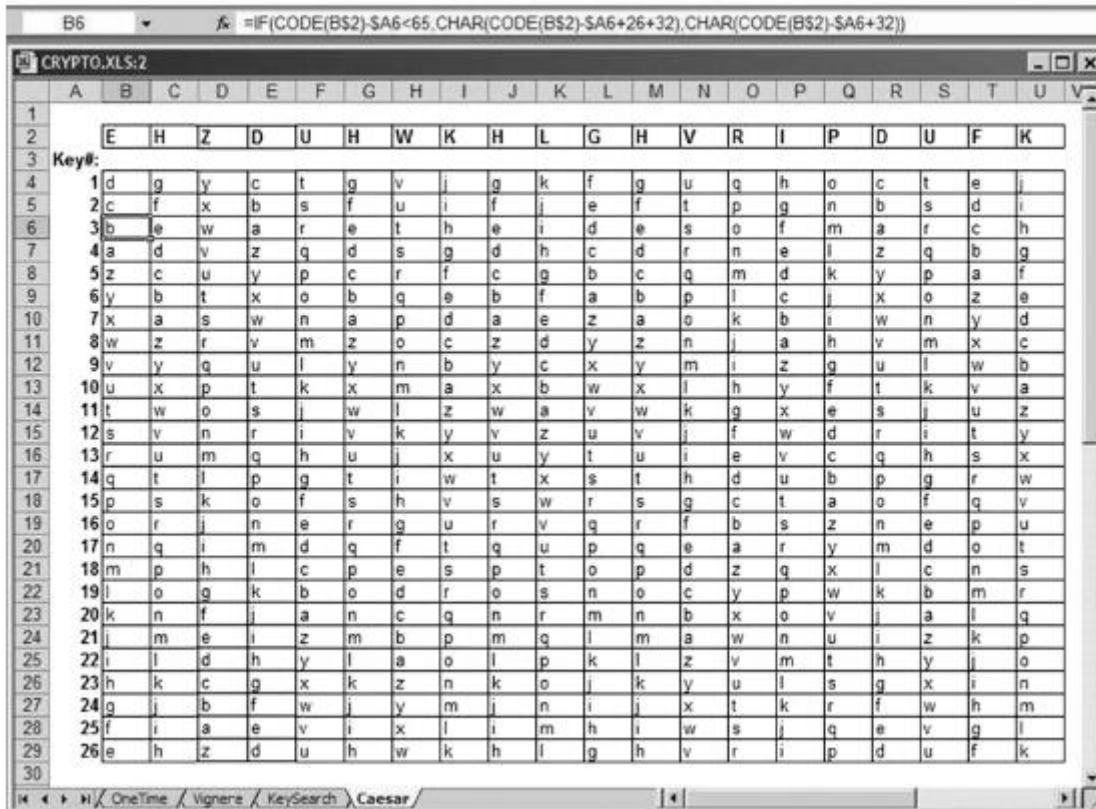 B6 fx =IF(CODE(B$2)-$A6<65,CHAR(CODE(B$2)-$A6+26+32),CHAR(CODE(B$2)-$A6+32))
CRYPTO.XLS:2
A B C D E F G H I J K L M N O P Q R S T U V
1
2 E H Z D U H W K H L G H V R I P D U F K
3 Key#:
4 1 d g y c t g v j g k f g u q h o c t e j
5 2 c f x b s f u i f j e f t p g n b s d i
6 3 b e w a r e t h e i d e s o f m a r c h
7 4 a d v z q d s g d h c d r n e l z q b g
8 5 z c u y p c r f c g b c q m d k y p a f
9 6 y b t x o b q e b f a b p l c j x o z e
10 7 x a s w n a p d a e z a o k b i w n y d
11 8 w z r v m z o c z d y z n j a h v m x c
12 9 v y q u l y n b y c x y m i z g u l w b
13 10 u x p t k x m a x b w x l h y f t k v a
14 11 t w o s j w l z w a v w k g x e s j u z
15 12 s v n r i v k y v z u v j f w d r i t y
16 13 r u m q h u j x u y t u i e v c q h s x
17 14 q t l p g t i w t x s t h d u b p g r w
18 15 p s k o f s h v s w r s g c t a o f q v
19 16 o r j n e r g u r v q r f b s z n e p u
20 17 n q i m d q f t q u p q e a r y m d o t
21 18 m p h l c p e s p t o p d z q x l c n s
22 19 l o g k b o d r o s n o c y p w k b m r
23 20 k n f j a n c q n r m n b x o v j a l q
24 21 j m e i z m b p m q l m a w n u i z k p
25 22 i l d h y l a o l p k l z v m t h y j o
26 23 h k c g x k z n k o j k y u l s g x i n
27 24 g j b f w j y m j n i j x t k r f w h m
28 25 f i a e v i x l i m h i w s j q e v g l
29 26 e h z d u h w k h l g h v r i p d u f k
30
OneTime / Vignere / KeySearch Caesar